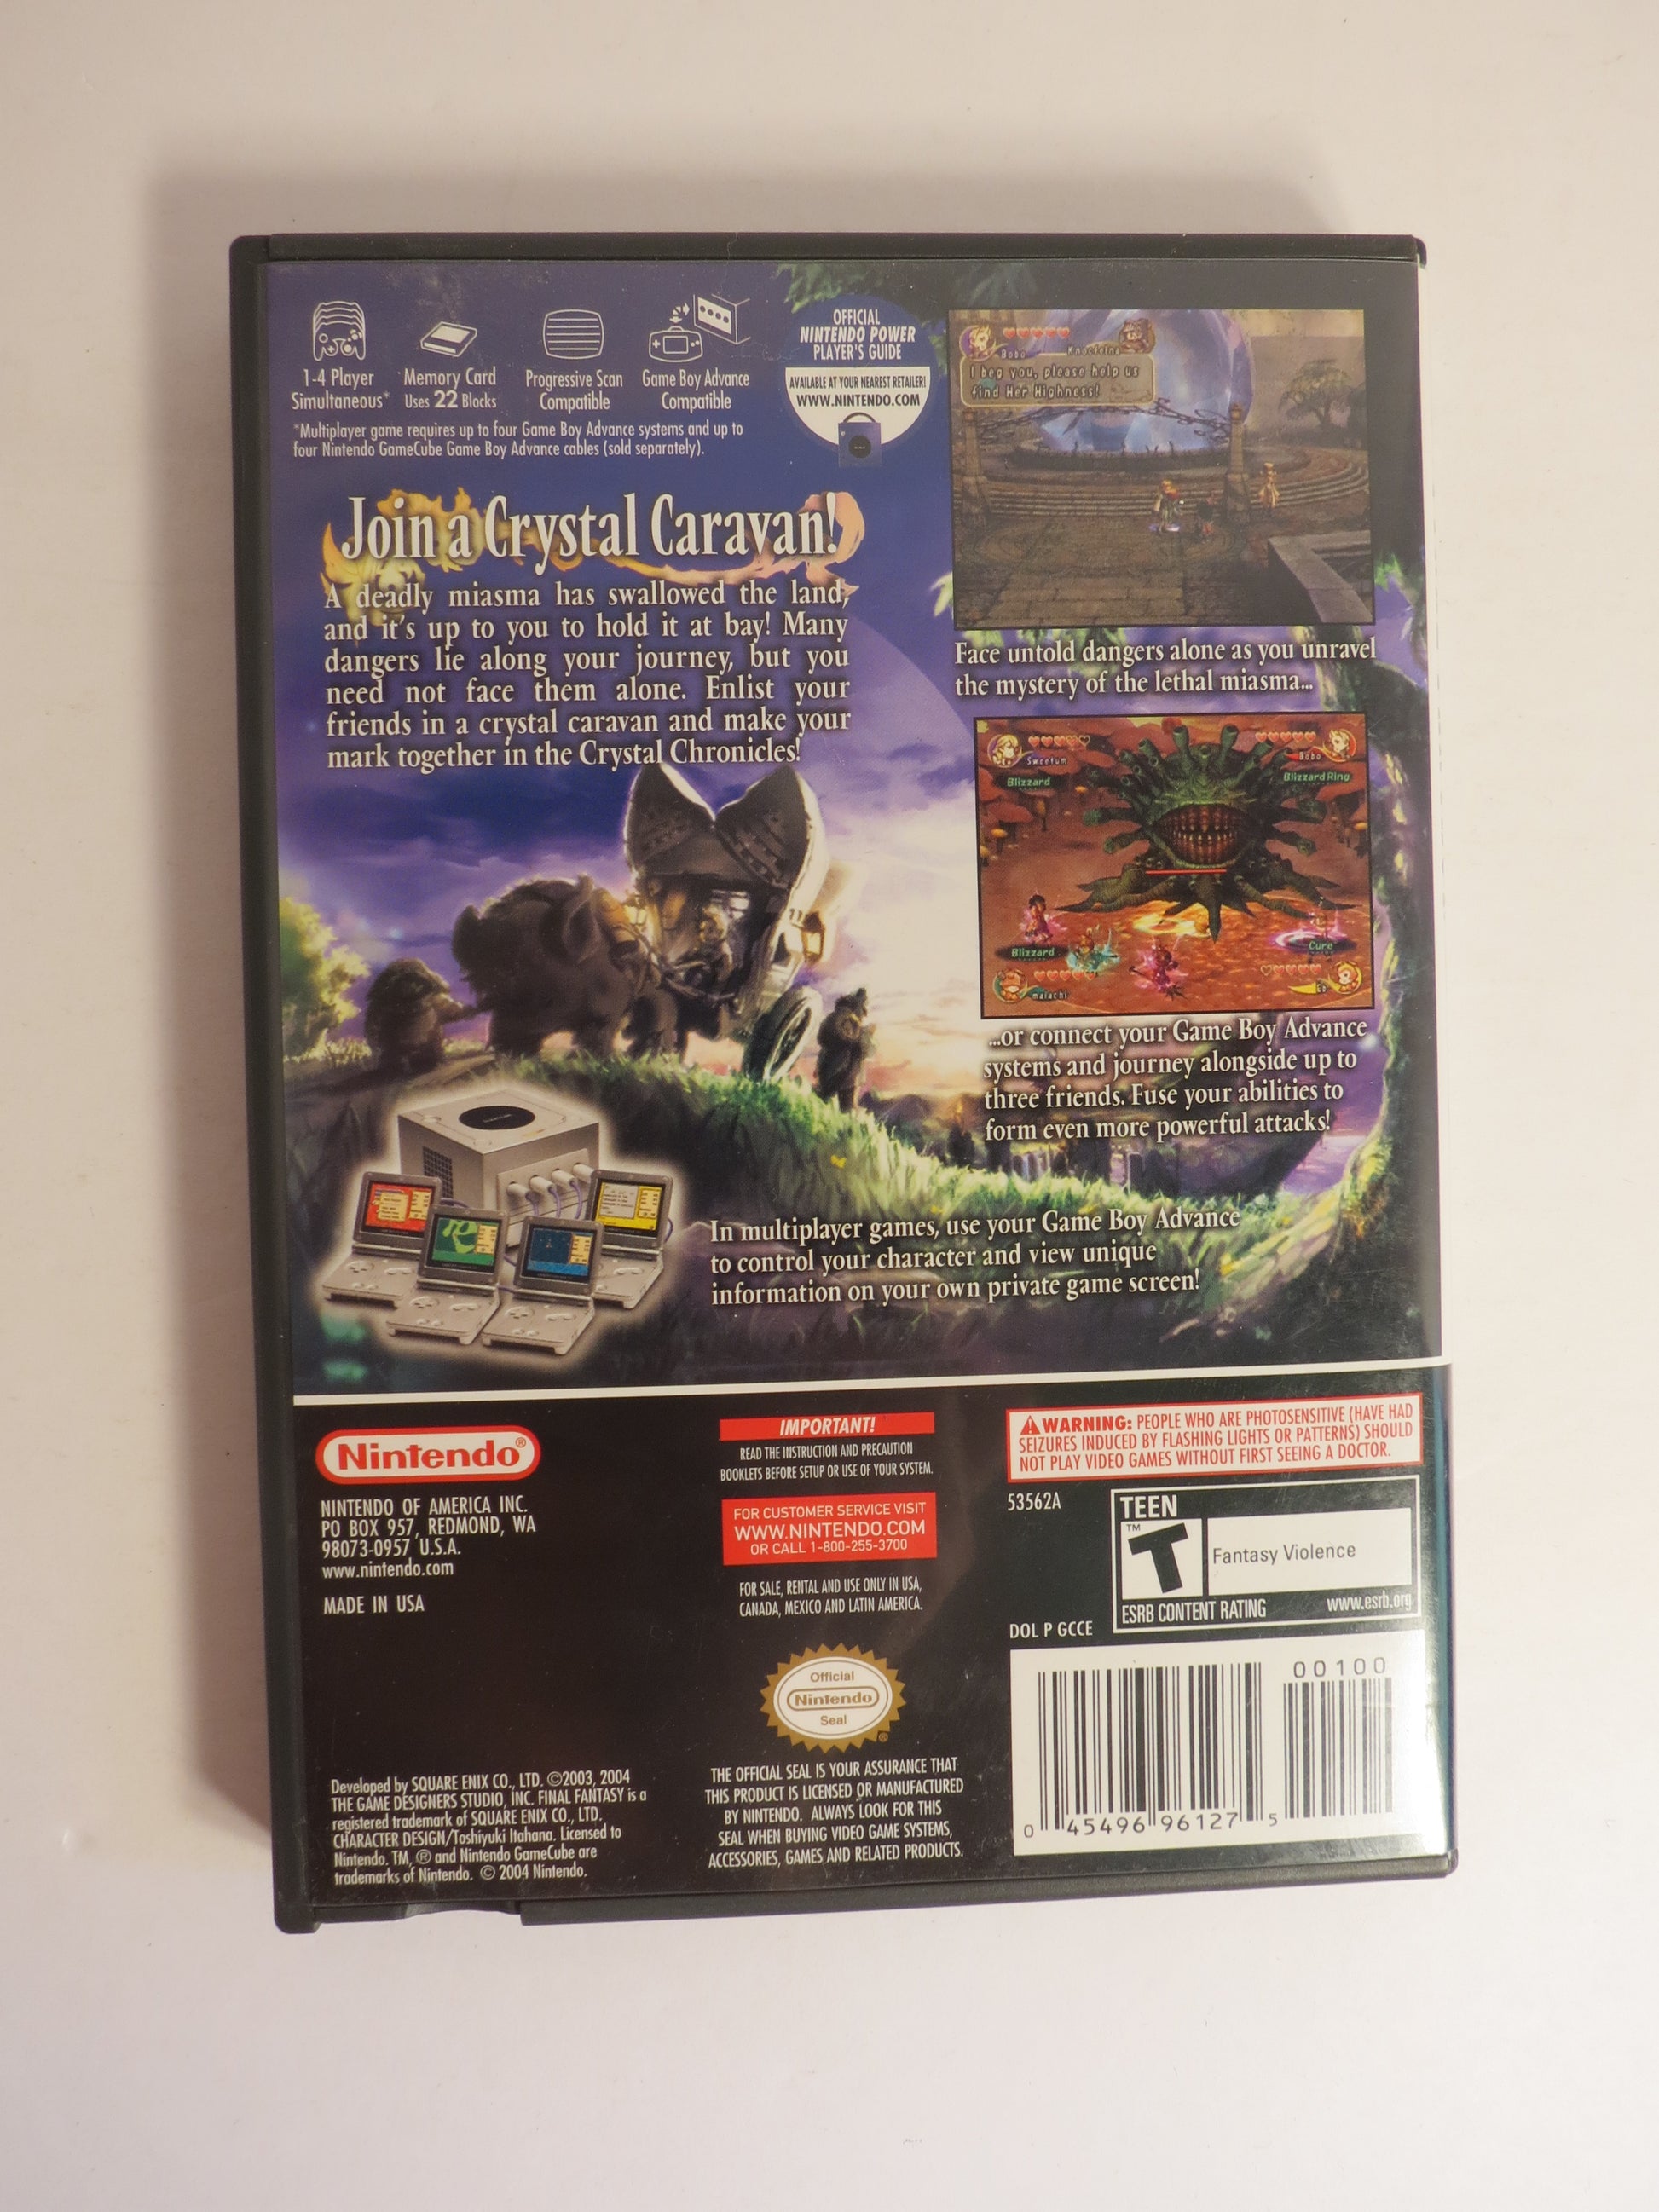 1-4 Player
Simultaneous*
Memory Card
Uses 22 Blocks
Progressive Scan
Compatible
Game Boy Advance
Compatible
*Multiplayer game requires up to four Game Boy Advance systems and up to
four Nintendo GameCube Game Boy Advance cables (sold separately).
OFFICIAL
NINTENDO POWER
PLAYER'S GUIDE
AVAILABLE AT YOUR NEAREST RETAILER!
WWW.NINTENDO.COM
Bobo
I beg you, please help us
find Her Highness!
Join a Crystal Caravan!
A deadly miasma has swallowed the land,
and it's up to you to hold it at bay! Many
dangers lie along your journey, but you
need not face them alone. Enlist your
friends in a crystal caravan and make your
mark together in the Crystal Chronicles!
Face untold dangers alone as you unravel
the mystery of the lethal miasma...
Sweetum
Blizzard
Bobo
Blizzard Ring
Blizzard
malachi
Cure
...or connect your Game Boy Advance
systems and journey alongside up to
three friends. Fuse your abilities to
form even more powerful attacks!
In multiplayer games, use your Game Boy Advance
to control your character and view unique
information on your own private game screen!
Nintendo®
NINTENDO OF AMERICA INC.
PO BOX 957, REDMOND, WA
98073-0957 U.S.A.
www.nintendo.com
MADE IN USA
Developed by SQUARE ENIX CO., LTD. ©2003, 2004
THE GAME DESIGNERS STUDIO, INC. FINAL FANTASY is a
registered trademark of SQUARE ENIX CO., LTD.
CHARACTER DESIGN/Toshiyuki Itahana. Licensed to
Nintendo. TM, ® and Nintendo GameCube are
trademarks of Nintendo. © 2004 Nintendo.
IMPORTANT!
READ THE INSTRUCTION AND PRECAUTION
BOOKLETS BEFORE SETUP OR USE OF YOUR SYSTEM.
FOR CUSTOMER SERVICE VISIT
WWW.NINTENDO.COM
OR CALL 1-800-255-3700
FOR SALE, RENTAL AND USE ONLY IN USA,
CANADA, MEXICO AND LATIN AMERICA.
Official
Nintendo
Seal
®
THE OFFICIAL SEAL IS YOUR ASSURANCE THAT
THIS PRODUCT IS LICENSED OR MANUFACTURED
BY NINTENDO. ALWAYS LOOK FOR THIS
SEAL WHEN BUYING VIDEO GAME SYSTEMS,
ACCESSORIES, GAMES AND RELATED PRODUCTS.
WARNING: PEOPLE WHO ARE PHOTOSENSITIVE (HAVE HAD
SEIZURES INDUCED BY FLASHING LIGHTS OR PATTERNS) SHOULD
NOT PLAY VIDEO GAMES WITHOUT FIRST SEEING A DOCTOR.
53562A
TEEN
T
TM
Fantasy Violence
ESRB CONTENT RATING
www.esrb.org
DOL P GCCE
00100
0 45496 96127 5